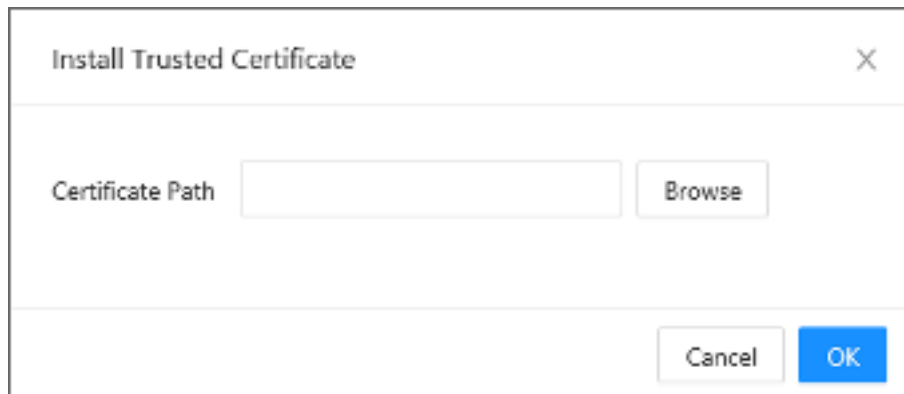 Install Trusted Certificate
Certificate Path
Browse
Cancel
OK